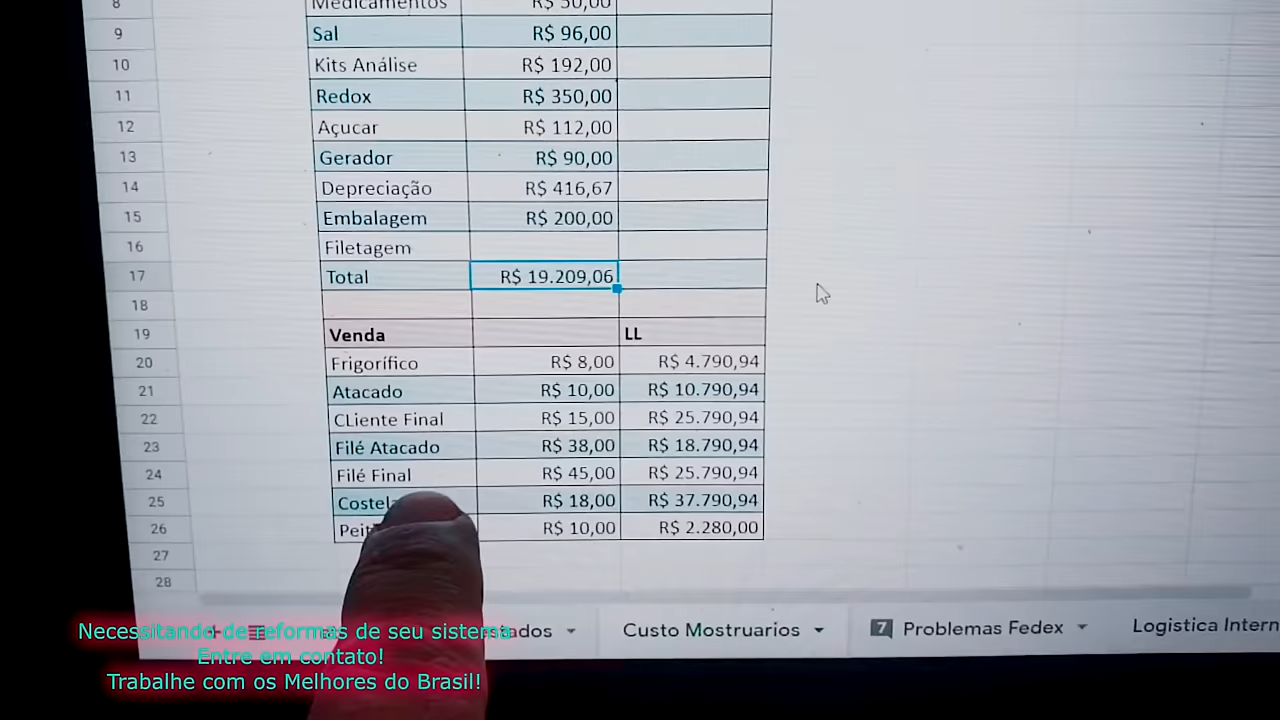 8 Medicamentos R$ 50,00
9 Sal R$ 96,00
10 Kits Análise R$ 192,00
11 Redox R$ 350,00
12 Açucar R$ 112,00
13 Gerador R$ 90,00
14 Depreciação R$ 416,67
15 Embalagem R$ 200,00
16 Filetagem
17 Total R$ 19.209,06
18
19 Venda LL
20 Frigorífico R$ 8,00 R$ 4.790,94
21 Atacado R$ 10,00 R$ 10.790,94
22 CLiente Final R$ 15,00 R$ 25.790,94
23 Filé Atacado R$ 38,00 R$ 18.790,94
24 Filé Final R$ 45,00 R$ 25.790,94
25 R$ 18,00 R$ 37.790,94
26 R$ 10,00 R$ 2.280,00
27
28
Custo Mostruarios 7 Problemas Fedex Logistica Intern
Necessitando de reformas de seu sistema
Entre em contato!
Trabalhe com os Melhores do Brasil!